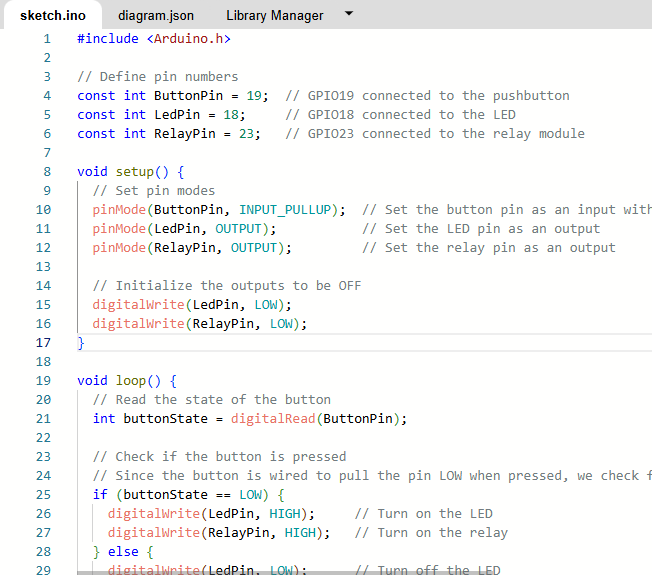 sketch.ino diagram.json Library Manager
1 #include <Arduino.h>
2
3 // Define pin numbers
4 const int ButtonPin = 19;  // GPIO19 connected to the pushbutton
5 const int LedPin = 18;     // GPIO18 connected to the LED
6 const int RelayPin = 23;   // GPIO23 connected to the relay module
7
8 void setup() {
9   // Set pin modes
10   pinMode(ButtonPin, INPUT_PULLUP);  // Set the button pin as an input with
11   pinMode(LedPin, OUTPUT);           // Set the LED pin as an output
12   pinMode(RelayPin, OUTPUT);         // Set the relay pin as an output
13
14   // Initialize the outputs to be OFF
15   digitalWrite(LedPin, LOW);
16   digitalWrite(RelayPin, LOW);
17 }
18
19 void loop() {
20   // Read the state of the button
21   int buttonState = digitalRead(ButtonPin);
22
23   // Check if the button is pressed
24   // Since the button is wired to pull the pin LOW when pressed, we check f
25   if (buttonState == LOW) {
26     digitalWrite(LedPin, HIGH);     // Turn on the LED
27     digitalWrite(RelayPin, HIGH);   // Turn on the relay
28   } else {
29     digitalWrite(LedPin, LOW);      // Turn off the LED